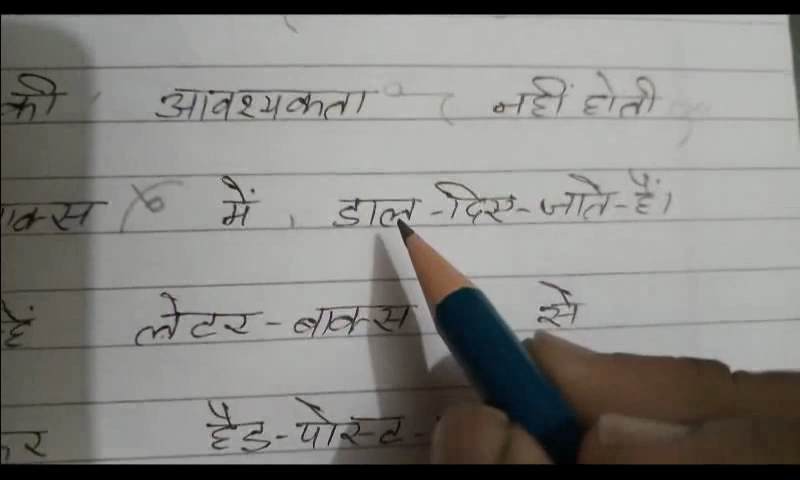 की आवश्यकता नहीं होती
में डाल-दिए-जाते-हैं।
हैं लेटर-बाक्स से
हैड-पोस्ट-